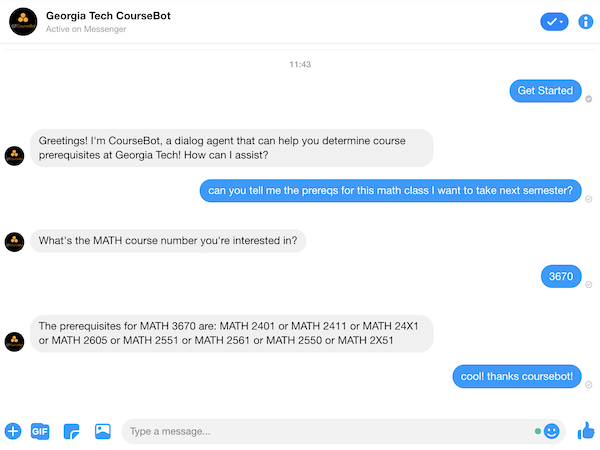 Georgia Tech CourseBot
Active on Messenger
11:43
Get Started
Greetings! I'm CourseBot, a dialog agent that can help you determine course
prerequisites at Georgia Tech! How can I assist?
can you tell me the prereqs for this math class I want to take next semester?
What's the MATH course number you're interested in?
3670
The prerequisites for MATH 3670 are: MATH 2401 or MATH 2411 or MATH 24X1
or MATH 2605 or MATH 2551 or MATH 2561 or MATH 2550 or MATH 2X51
cool! thanks coursebot!
GIF
Type a message...